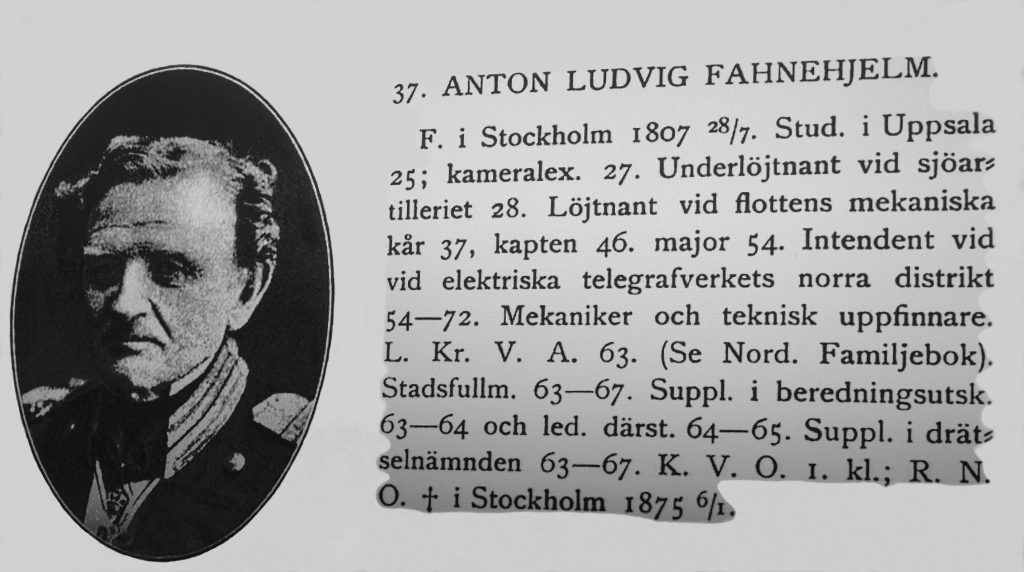 37. ANTON LUDVIG FAHNEHJELM.
F. i Stockholm 1807 28/7. Stud. i Uppsala
25; kameralex. 27. Underlöjtnant vid sjöar⸗
tilleriet 28. Löjtnant vid flottens mekaniska
kår 37, kapten 46. major 54. Intendent vid
vid elektriska telegrafverkets norra distrikt
54—72. Mekaniker och teknisk uppfinnare.
L. Kr. V. A. 63. (Se Nord. Familjebok).
Stadsfullm. 63—67. Suppl. i beredningsutsk.
63—64 och led. därst. 64—65. Suppl. i drät⸗
selnämnden 63—67. K. V. O. 1. kl.; R. N.
O. † i Stockholm 1875 6/1.